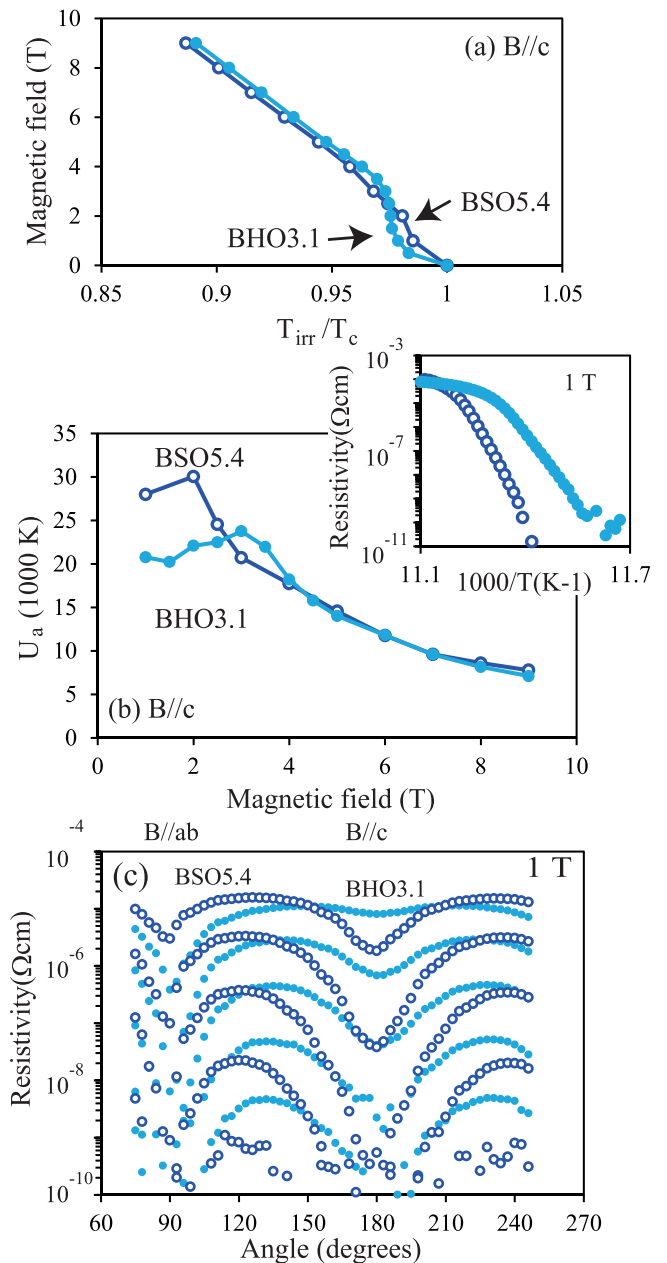 10
8
6
4
2
0
Magnetic field (T)
(a) B//c
BSO5.4
BHO3.1
0.85 0.9 0.95 1 1.05
T_irr /T_c
10^-3
10^-7
10^-11
Resistivity(Ωcm)
1 T
11.1 11.7
1000/T(K-1)
35
30
25
20
15
10
5
0
U_a (1000 K)
BSO5.4
BHO3.1
(b) B//c
0 2 4 6 8 10
Magnetic field (T)
B//ab B//c
10^-4
10^-6
10^-8
10^-10
Resistivity(Ωcm)
(c) BSO5.4 BHO3.1 1 T
60 90 120 150 180 210 240 270
Angle (degrees)